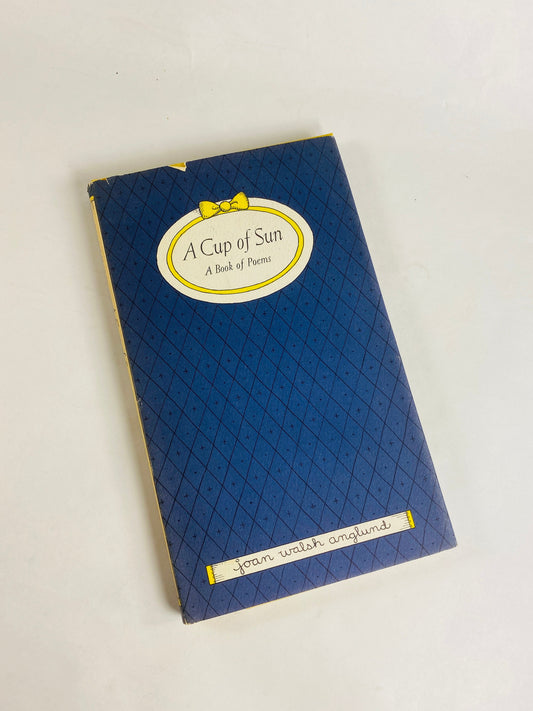 A Cup of Sun
A Book of Poems
joan walsh anglund